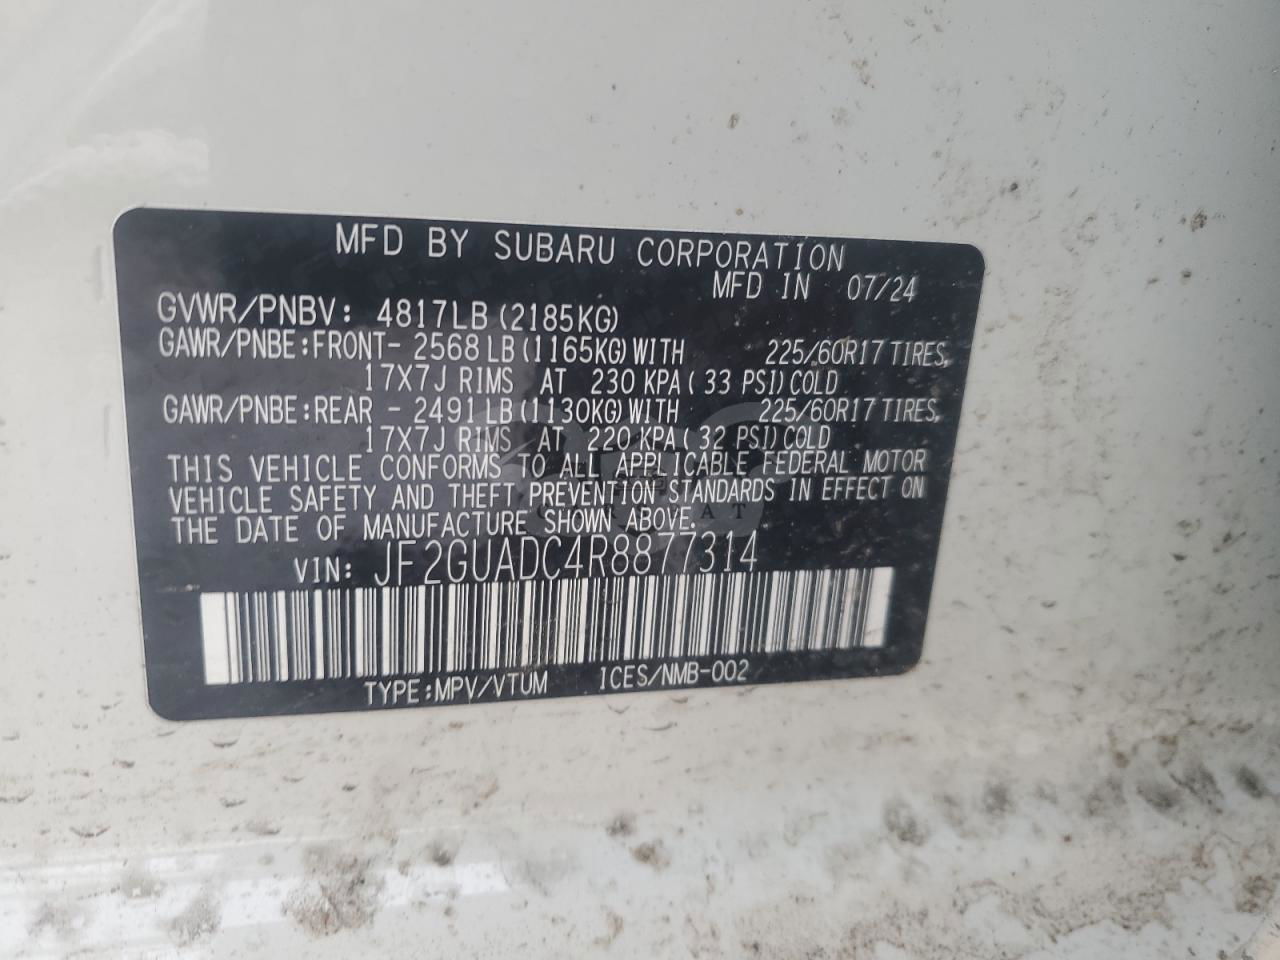 MFD BY SUBARU CORPORATION
MFD IN 07/24
GVWR/PNBV: 4817LB (2185KG)
GAWR/PNBE:FRONT- 2568 LB (1165KG) WITH 225/60R17 TIRES,
17X7J RIMS AT 230 KPA ( 33 PSI) COLD
GAWR/PNBE:REAR - 2491 LB (1130KG) WITH 225/60R17 TIRES,
17X7J RIMS AT 220 KPA ( 32 PSI) COLD
THIS VEHICLE CONFORMS TO ALL APPLICABLE FEDERAL MOTOR
VEHICLE SAFETY AND THEFT PREVENTION STANDARDS IN EFFECT ON
THE DATE OF MANUFACTURE SHOWN ABOVE.
VIN: JF2GUADC4R8877314
TYPE:MPV/VTUM ICES/NMB-002